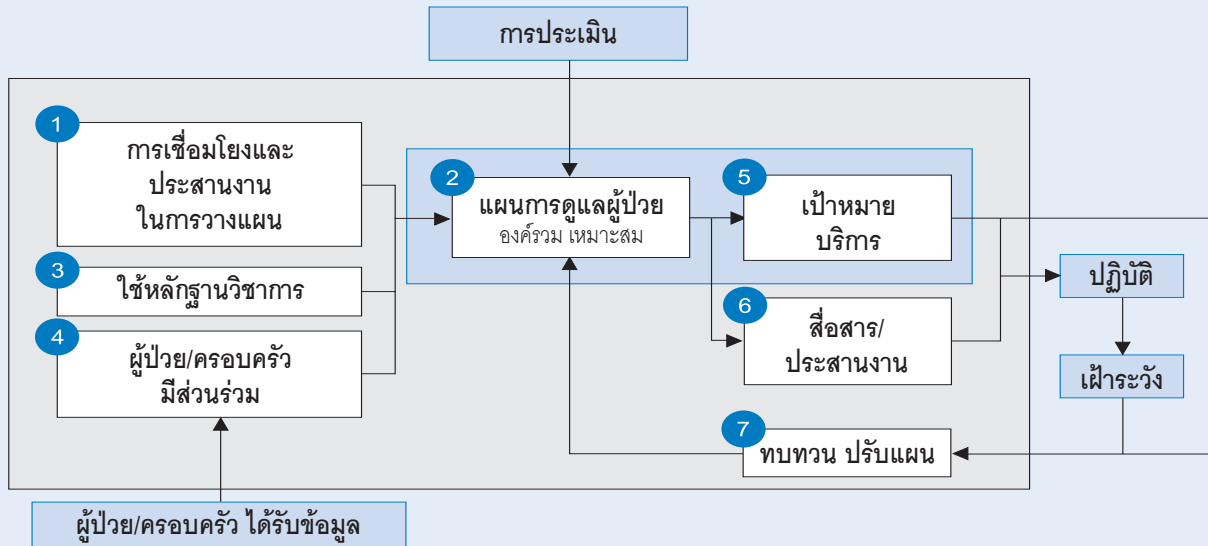 การประเมิน
1
การเชื่อมโยงและ
ประสานงาน
ในการวางแผน
2
แผนการดูแลผู้ป่วย
องค์รวม เหมาะสม
5
เป้าหมาย
บริการ
3
ใช้หลักฐานวิชาการ
4
ผู้ป่วย/ครอบครัว
มีส่วนร่วม
6
สื่อสาร/
ประสานงาน
ปฏิบัติ
เฝ้าระวัง
7
ทบทวน ปรับแผน
ผู้ป่วย/ครอบครัว ได้รับข้อมูล